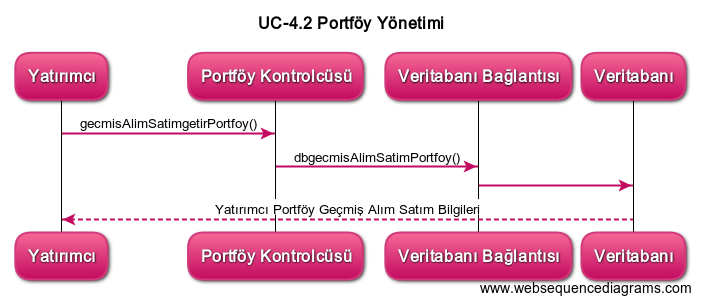 UC-4.2 Portföy Yönetimi
Yatırımcı
Portföy Kontrolcüsü
Veritabanı Bağlantısı
Veritabanı
gecmisAlimSatimgetirPortfoy()
dbgecmisAlimSatimPortfoy()
Yatırımcı Portföy Geçmiş Alım Satım Bilgileri
Yatırımcı
Portföy Kontrolcüsü
Veritabanı Bağlantısı
Veritabanı
www.websequencediagrams.com